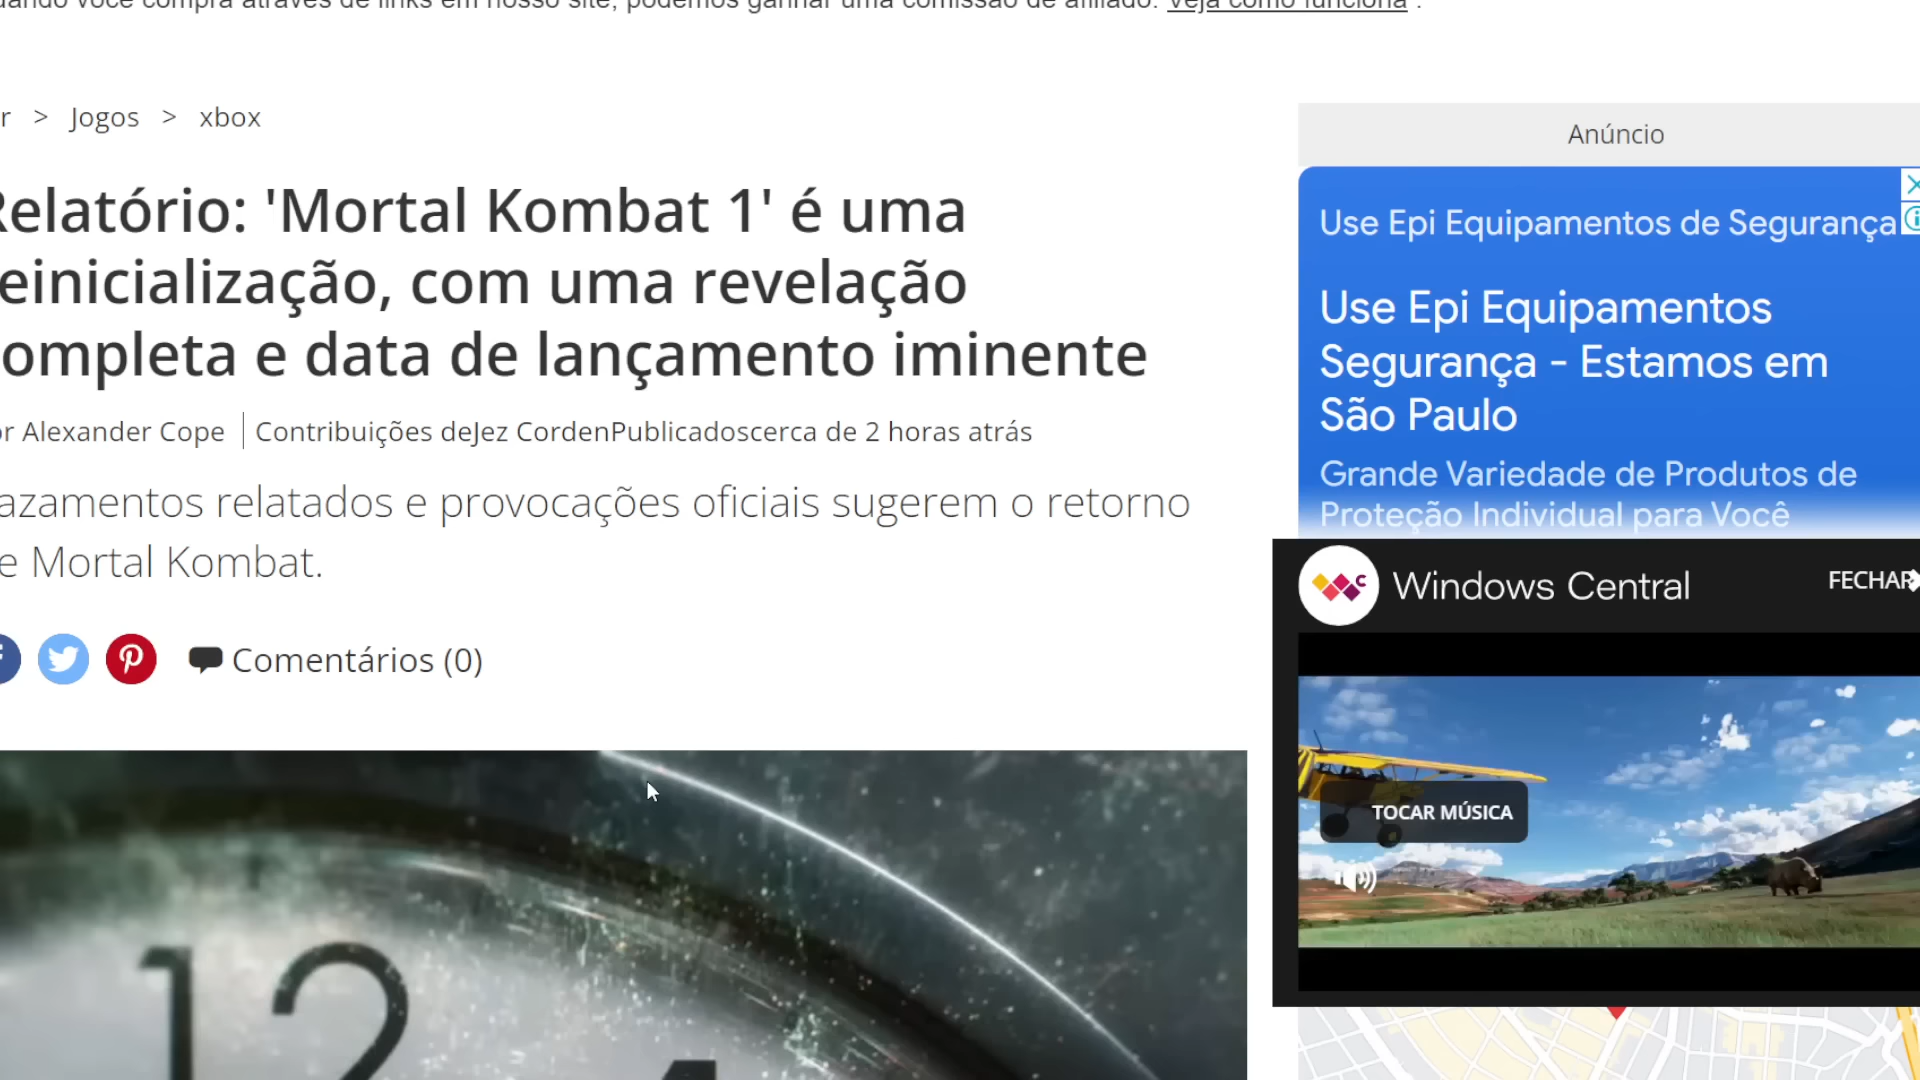 você compra através de links em nosso site, podemos ganhar uma comissão de afiliado. Veja como funciona .
> Jogos > xbox
Relatório: 'Mortal Kombat 1' é uma
einicialização, com uma revelação
ompleta e data de lançamento iminente
or Alexander Cope | Contribuições deJez CordenPublicadoscerca de 2 horas atrás
azamentos relatados e provocações oficiais sugerem o retorno
e Mortal Kombat.
Comentários (0)
12
Anúncio
Use Epi Equipamentos de Segurança
Use Epi Equipamentos
Segurança - Estamos em
São Paulo
Grande Variedade de Produtos de
Proteção Individual para Você
Windows Central
FECHAR
TOCAR MÚSICA